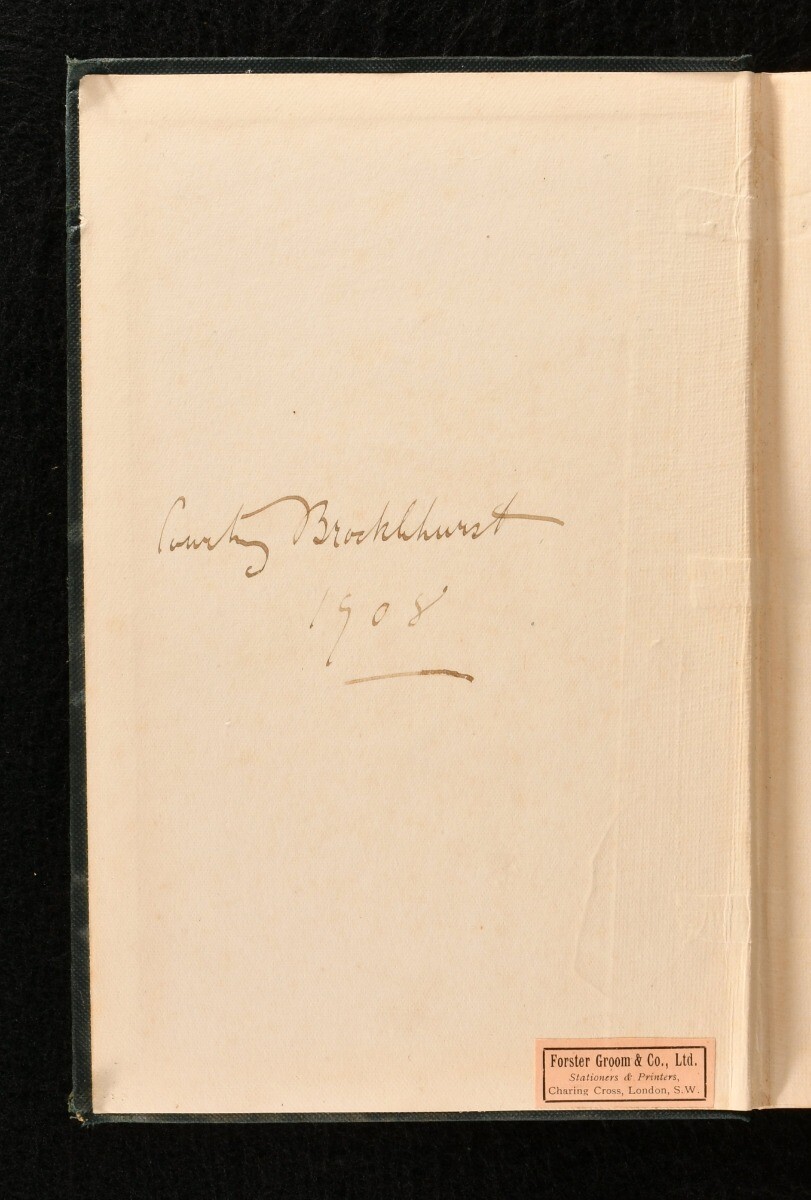 Courtney Brocklehurst
1908
Forster Groom & Co., Ltd.
Stationers & Printers,
Charing Cross, London, S.W.